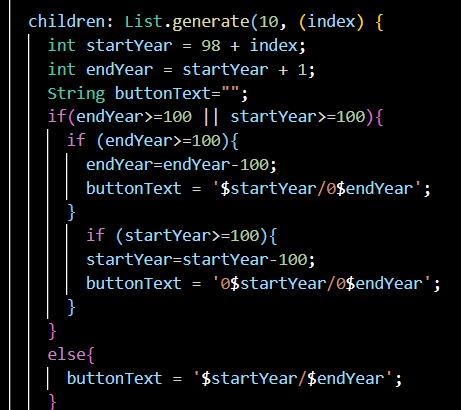 children: List.generate(10, (index) {
int startYear = 98 + index;
int endYear = startYear + 1;
String buttonText="";
if(endYear>=100 || startYear>=100){
if (endYear>=100){
endYear=endYear-100;
buttonText = '$startYear/0$endYear';
}
if (startYear>=100){
startYear=startYear-100;
buttonText = '0$startYear/0$endYear';
}
}
else{
buttonText = '$startYear/$endYear';
}